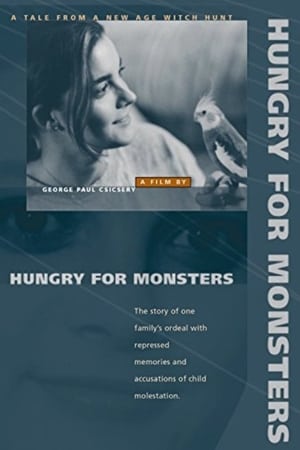 A TALE FROM A NEW AGE WITCH HUNT
HUNGRY FOR MONSTERS
A FILM BY
GEORGE PAUL CSICSERY
HUNGRY FOR MONSTERS
The story of one
family's ordeal with
repressed
memories and
accusations of child
molestation.